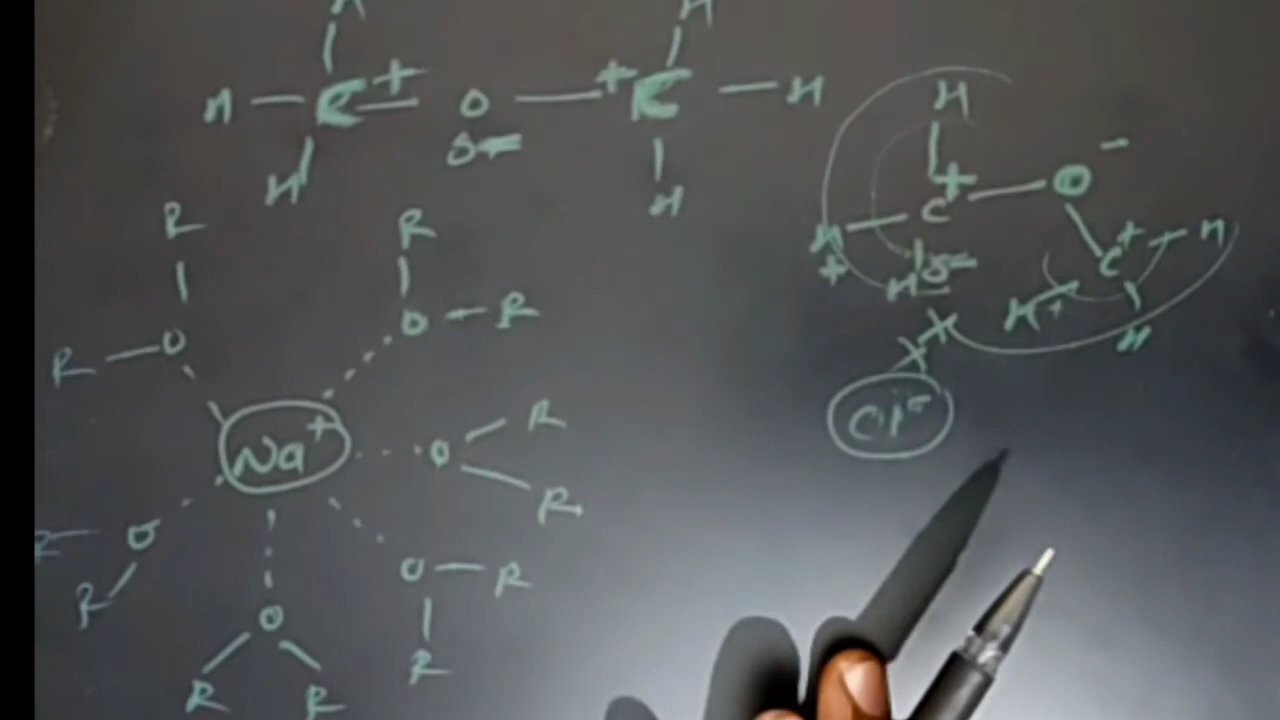 H H
H — C + — O — + C — H
δ=
H H
H
C + — O -
H + H δ= C + — H
H + H
Cl-
R R
R — O O — R
Na+ O R
R
O O — R
R R
O
R R